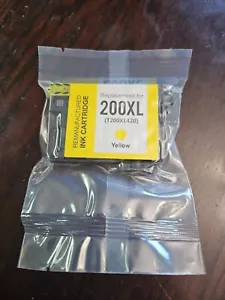 REMANUFACTURED
INK CARTRIDGE
Replacement for
200XL
(T200XL420)
Yellow